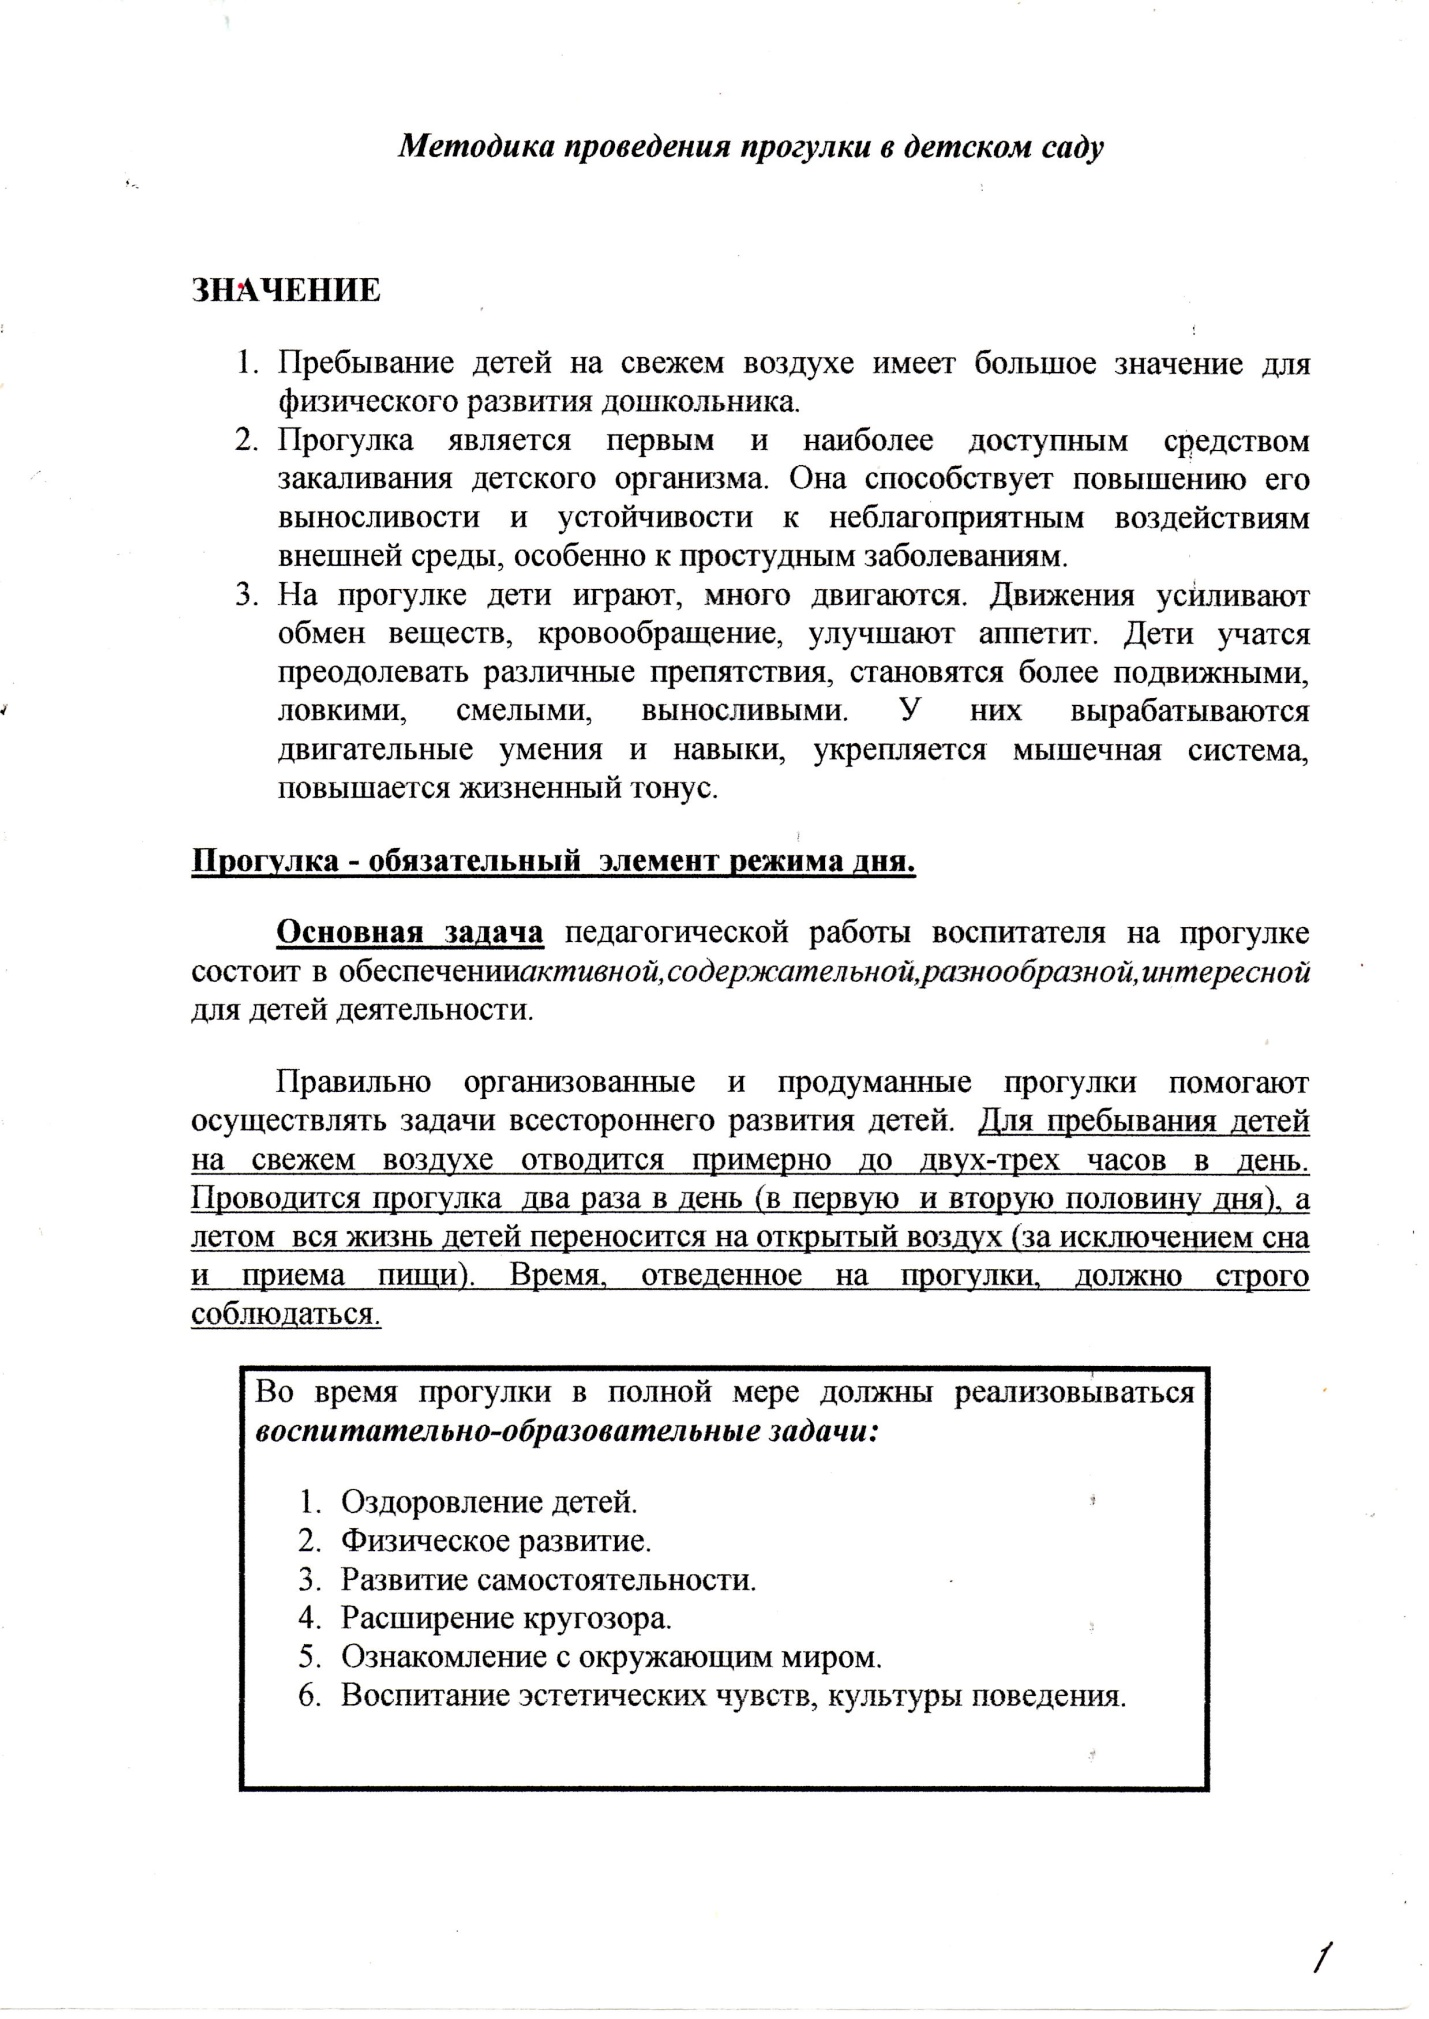 Методика проведения прогулки в детском саду
ЗНАЧЕНИЕ
1. Пребывание детей на свежем воздухе имеет большое значение для
физического развития дошкольника.
2. Прогулка является первым и наиболее доступным средством
закаливания детского организма. Она способствует повышению его
выносливости и устойчивости к неблагоприятным воздействиям
внешней среды, особенно к простудным заболеваниям.
3. На прогулке дети играют, много двигаются. Движения усиливают
обмен веществ, кровообращение, улучшают аппетит. Дети учатся
преодолевать различные препятствия, становятся более подвижными,
ловкими, смелыми, выносливыми. У них вырабатываются
двигательные умения и навыки, укрепляется мышечная система,
повышается жизненный тонус.
Прогулка - обязательный элемент режима дня.
Основная задача педагогической работы воспитателя на прогулке
состоит в обеспеченииактивной,содержательной,разнообразной,интересной
для детей деятельности.
Правильно организованные и продуманные прогулки помогают
осуществлять задачи всестороннего развития детей. Для пребывания детей
на свежем воздухе отводится примерно до двух-трех часов в день.
Проводится прогулка два раза в день (в первую и вторую половину дня), а
летом вся жизнь детей переносится на открытый воздух (за исключением сна
и приема пищи). Время, отведенное на прогулки, должно строго
соблюдаться.
Во время прогулки в полной мере должны реализовываться
воспитательно-образовательные задачи:
1. Оздоровление детей.
2. Физическое развитие.
3. Развитие самостоятельности.
4. Расширение кругозора.
5. Ознакомление с окружающим миром.
6. Воспитание эстетических чувств, культуры поведения.
1